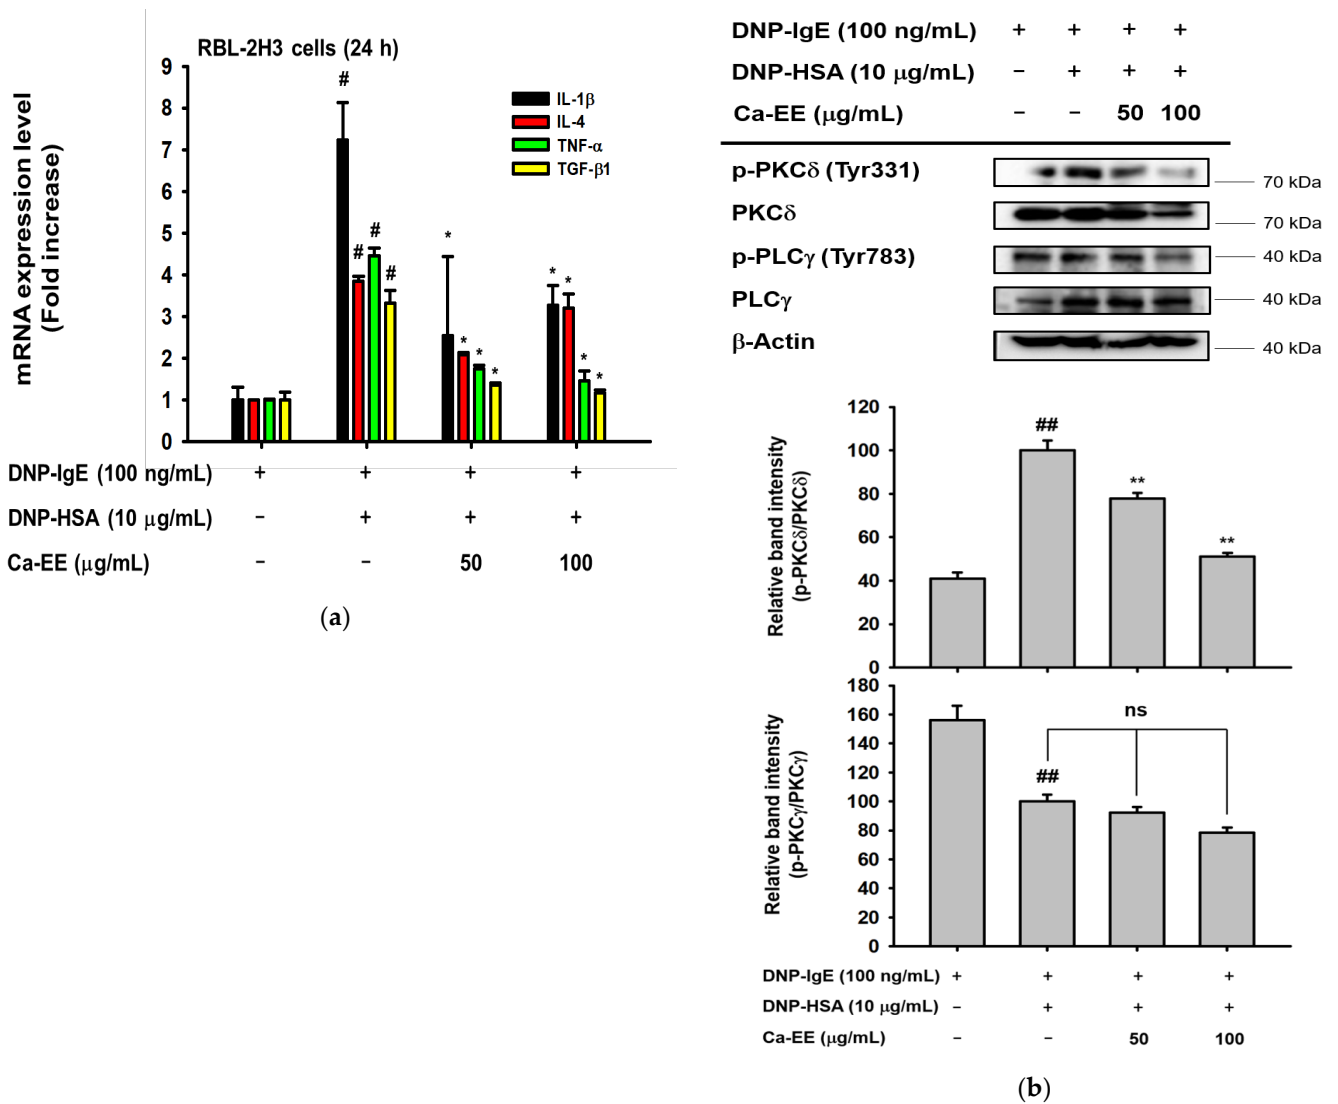 RBL-2H3 cells (24 h)
mRNA expression level
(Fold increase)
9
8
7
6
5
4
3
2
1
0
# # # #
* * * *
* * * *
IL-1β
IL-4
TNF-α
TGF-β1
DNP-IgE (100 ng/mL) + + + +
DNP-HSA (10 μg/mL) − + + +
Ca-EE (μg/mL) − − 50 100
(a)
DNP-IgE (100 ng/mL) + + + +
DNP-HSA (10 μg/mL) − + + +
Ca-EE (μg/mL) − − 50 100
p-PKCδ (Tyr331) 70 kDa
PKCδ 70 kDa
p-PLCγ (Tyr783) 40 kDa
PLCγ 40 kDa
β-Actin 40 kDa
Relative band intensity
(p-PKCδ/PKCδ)
120
100
80
60
40
20
0
## ** **
Relative band intensity
(p-PKCγ/PKCγ)
180
160
140
120
100
80
60
40
20
0
ns
##
DNP-IgE (100 ng/mL) + + + +
DNP-HSA (10 μg/mL) − + + +
Ca-EE (μg/mL) − − 50 100
(b)